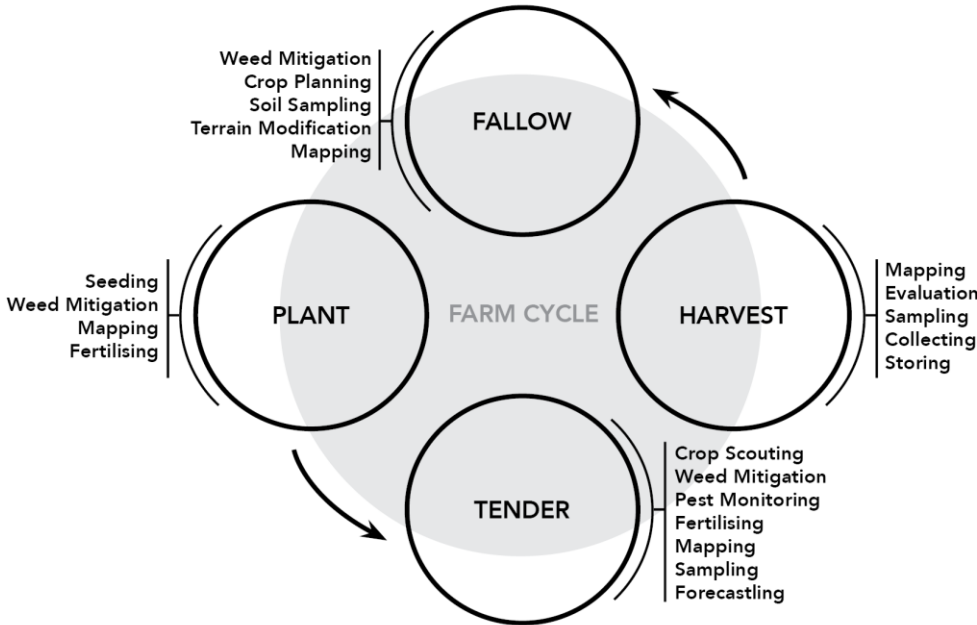 Weed Mitigation
Crop Planning
Soil Sampling
Terrain Modification
Mapping
FALLOW
Seeding
Weed Mitigation
Mapping
Fertilising
PLANT
FARM CYCLE
HARVEST
Mapping
Evaluation
Sampling
Collecting
Storing
TENDER
Crop Scouting
Weed Mitigation
Pest Monitoring
Fertilising
Mapping
Sampling
Forecastling